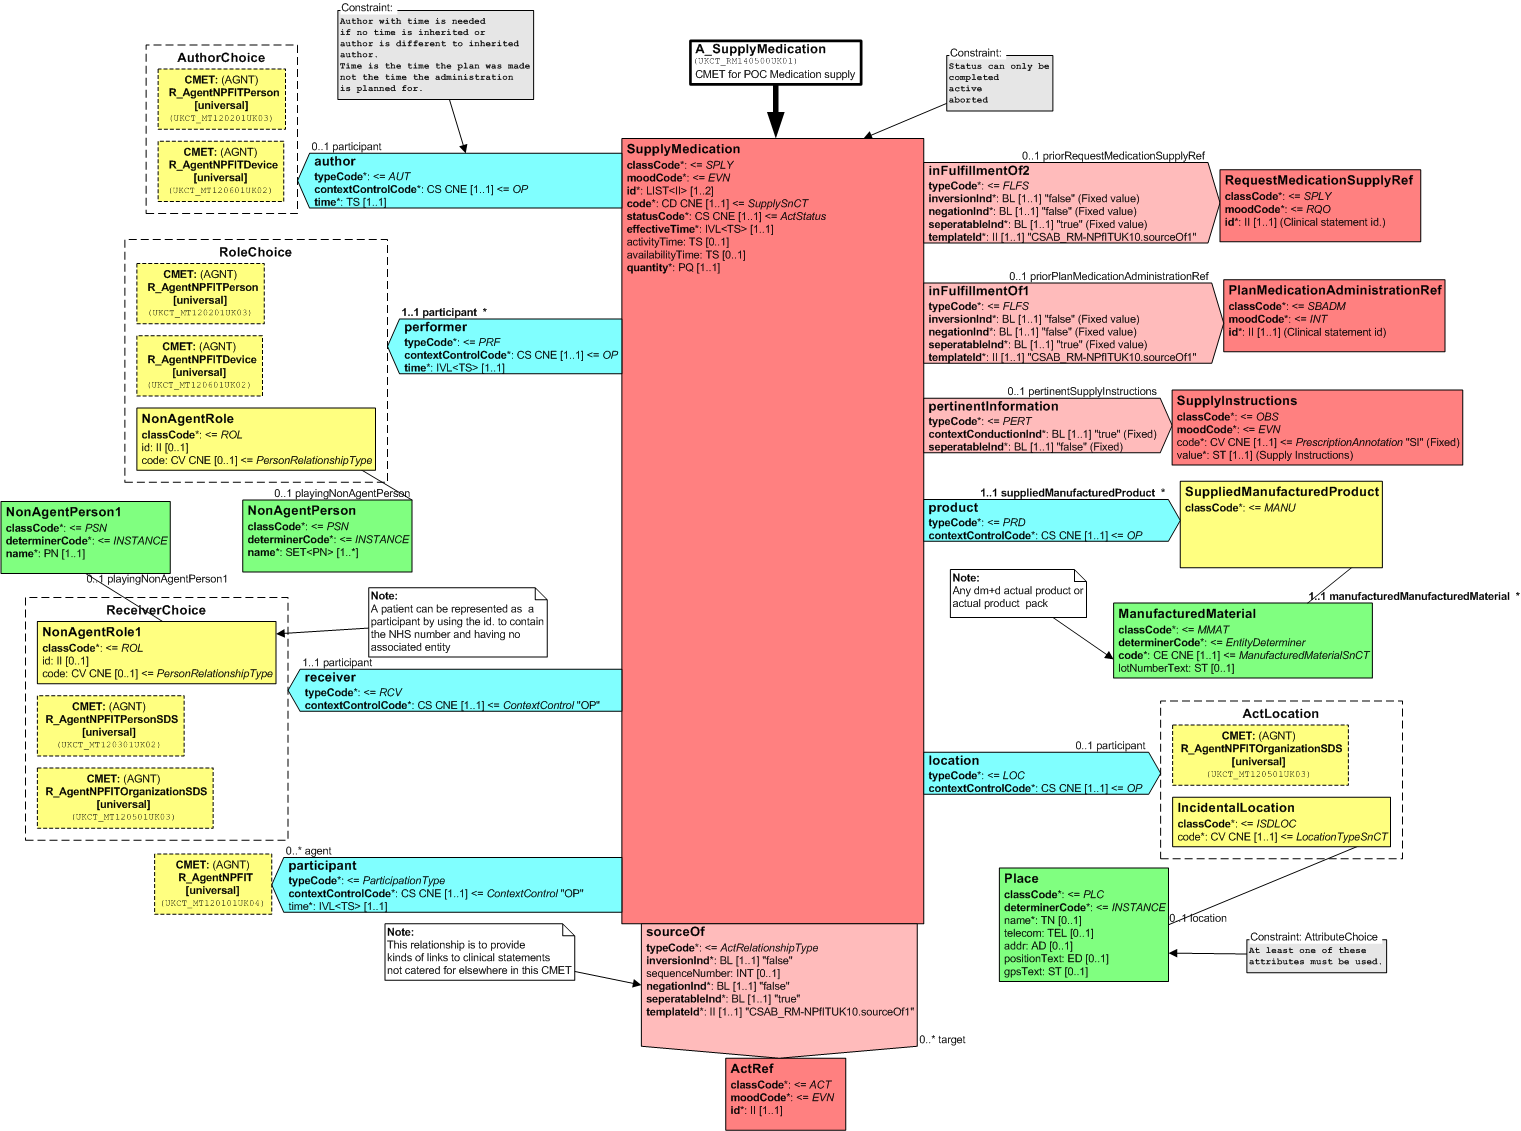 Constraint:
Author with time is needed
if no time is inherited or
author is different to inherited
author.
Time is the time the plan was made
not the time the administration
is planned for.
A_SupplyMedication
(UKCT_RM140500UK01)
CMET for POC Medication supply
Constraint:
Status can only be
completed
active
aborted
AuthorChoice
CMET: (AGNT)
R_AgentNPFITPerson
[universal]
(UKCT_MT120201UK03)
CMET: (AGNT)
R_AgentNPFITDevice
[universal]
(UKCT_MT120601UK02)
0..1 participant
author
typeCode*: <= AUT
contextControlCode*: CS CNE [1..1] <= OP
time*: TS [1..1]
SupplyMedication
classCode*: <= SPLY
moodCode*: <= EVN
id*: LIST<II> [1..2]
code*: CD CNE [1..1] <= SupplySnCT
statusCode*: CS CNE [1..1] <= ActStatus
effectiveTime*: IVL<TS> [1..1]
activityTime: TS [0..1]
availabilityTime: TS [0..1]
quantity*: PQ [1..1]
0..1 priorRequestMedicationSupplyRef
inFulfillmentOf2
typeCode*: <= FLFS
inversionInd*: BL [1..1] "false" (Fixed value)
negationInd*: BL [1..1] "false" (Fixed value)
seperatableInd*: BL [1..1] "true" (Fixed value)
templateId*: II [1..1] "CSAB_RM-NPfITUK10.sourceOf1"
RequestMedicationSupplyRef
classCode*: <= SPLY
moodCode*: <= RQO
id*: II [1..1] (Clinical statement id.)
0..1 priorPlanMedicationAdministrationRef
inFulfillmentOf1
typeCode*: <= FLFS
inversionInd*: BL [1..1] "false" (Fixed value)
negationInd*: BL [1..1] "false" (Fixed value)
seperatableInd*: BL [1..1] "true" (Fixed value)
templateId*: II [1..1] "CSAB_RM-NPfITUK10.sourceOf1"
PlanMedicationAdministrationRef
classCode*: <= SBADM
moodCode*: <= INT
id*: II [1..1] (Clinical statement id)
RoleChoice
CMET: (AGNT)
R_AgentNPFITPerson
[universal]
(UKCT_MT120201UK03)
CMET: (AGNT)
R_AgentNPFITDevice
[universal]
(UKCT_MT120601UK02)
NonAgentRole
classCode*: <= ROL
id: II [0..1]
code: CV CNE [0..1] <= PersonRelationshipType
1..1 participant *
performer
typeCode*: <= PRF
contextControlCode*: CS CNE [1..1] <= OP
time*: IVL<TS> [1..1]
0..1 pertinentSupplyInstructions
pertinentInformation
typeCode*: <= PERT
contextConductionInd*: BL [1..1] "true" (Fixed)
seperatableInd*: BL [1..1] "false" (Fixed)
SupplyInstructions
classCode*: <= OBS
moodCode*: <= EVN
code*: CV CNE [1..1] <= PrescriptionAnnotation "SI" (Fixed)
value*: ST [1..1] (Supply Instructions)
0..1 playingNonAgentPerson
NonAgentPerson1
classCode*: <= PSN
determinerCode*: <= INSTANCE
name*: PN [1..1]
NonAgentPerson
classCode*: <= PSN
determinerCode*: <= INSTANCE
name*: SET<PN> [1..*]
0..1 playingNonAgentPerson1
1..1 suppliedManufacturedProduct *
product
typeCode*: <= PRD
contextControlCode*: CS CNE [1..1] <= OP
SuppliedManufacturedProduct
classCode*: <= MANU
Note:
Any dm+d actual product or
actual product pack
1..1 manufacturedManufacturedMaterial *
ManufacturedMaterial
classCode*: <= MMAT
determinerCode*: <= EntityDeterminer
code*: CE CNE [1..1] <= ManufacturedMaterialSnCT
lotNumberText: ST [0..1]
ReceiverChoice
NonAgentRole1
classCode*: <= ROL
id: II [0..1]
code: CV CNE [0..1] <= PersonRelationshipType
CMET: (AGNT)
R_AgentNPFITPersonSDS
[universal]
(UKCT_MT120301UK02)
CMET: (AGNT)
R_AgentNPFITOrganizationSDS
[universal]
(UKCT_MT120501UK03)
Note:
A patient can be represented as a
participant by using the id. to contain
the NHS number and having no
associated entity
1..1 participant
receiver
typeCode*: <= RCV
contextControlCode*: CS CNE [1..1] <= ContextControl "OP"
0..1 participant
location
typeCode*: <= LOC
contextControlCode*: CS CNE [1..1] <= OP
ActLocation
CMET: (AGNT)
R_AgentNPFITOrganizationSDS
[universal]
(UKCT_MT120501UK03)
IncidentalLocation
classCode*: <= ISDLOC
code*: CV CNE [1..1] <= LocationTypeSnCT
0..* agent
participant
typeCode*: <= ParticipationType
contextControlCode*: CS CNE [1..1] <= ContextControl "OP"
time*: IVL<TS> [1..1]
CMET: (AGNT)
R_AgentNPFIT
[universal]
(UKCT_MT120101UK04)
Place
classCode*: <= PLC
determinerCode*: <= INSTANCE
name*: TN [0..1]
telecom: TEL [0..1]
addr: AD [0..1]
positionText: ED [0..1]
gpsText: ST [0..1]
0..1 location
Constraint: AttributeChoice
At least one of these
attributes must be used.
Note:
This relationship is to provide
kinds of links to clinical statements
not catered for elsewhere in this CMET
sourceOf
typeCode*: <= ActRelationshipType
inversionInd*: BL [1..1] "false"
sequenceNumber: INT [0..1]
negationInd*: BL [1..1] "false"
seperatableInd*: BL [1..1] "true"
templateId*: II [1..1] "CSAB_RM-NPfITUK10.sourceOf1"
0..* target
ActRef
classCode*: <= ACT
moodCode*: <= EVN
id*: II [1..1]